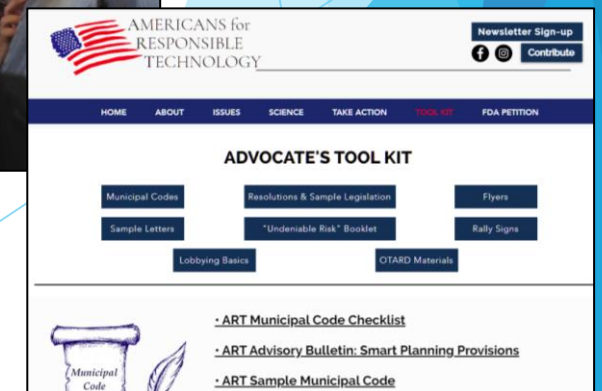 AMERICANS for
RESPONSIBLE
TECHNOLOGY
Newsletter Sign-up
Contribute
HOME ABOUT ISSUES SCIENCE TAKE ACTION TOOL KIT FDA PETITION
ADVOCATE'S TOOL KIT
Municipal Codes Resolutions & Sample Legislation Flyers
Sample Letters "Undeniable Risk" Booklet Rally Signs
Lobbying Basics OTARD Materials
• ART Municipal Code Checklist
• ART Advisory Bulletin: Smart Planning Provisions
• ART Sample Municipal Code
Municipal
Code